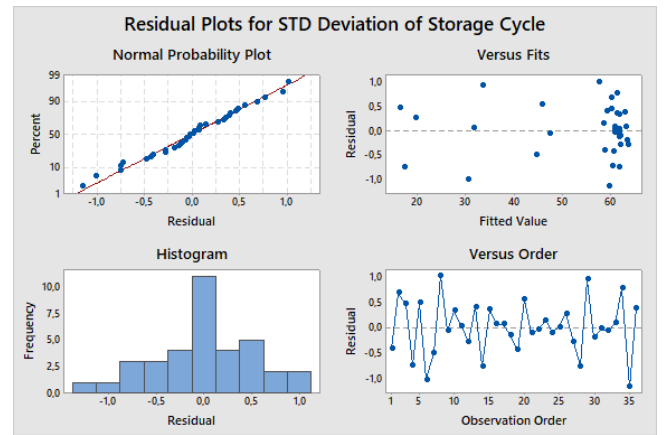 Residual Plots for STD Deviation of Storage Cycle
Normal Probability Plot
Percent
99
90
50
10
1
-1,0 -0,5 0,0 0,5 1,0
Residual
Versus Fits
Residual
1,0
0,5
0,0
-0,5
-1,0
20 30 40 50 60
Fitted Value
Histogram
Frequency
10,0
7,5
5,0
2,5
0,0
-1,0 -0,5 0,0 0,5 1,0
Residual
Versus Order
Residual
1,0
0,5
0,0
-0,5
-1,0
1 5 10 15 20 25 30 35
Observation Order